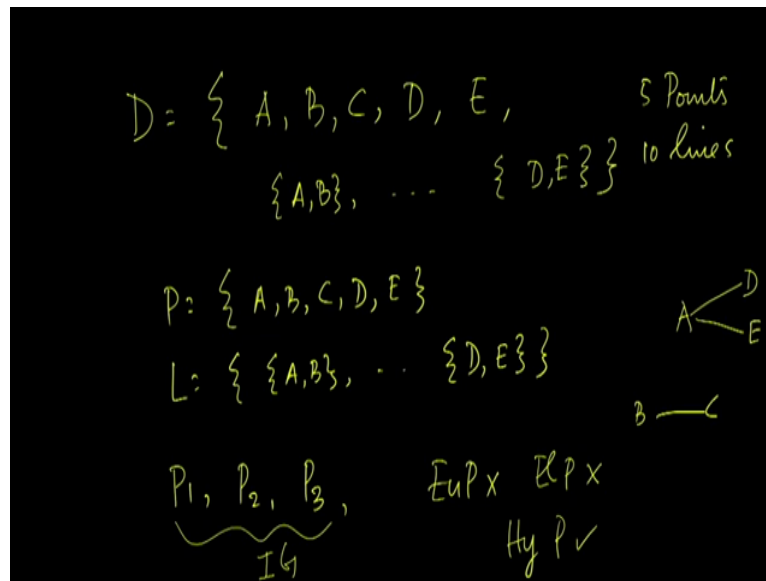 D = { A, B, C, D, E,
5 Points
10 lines
{A,B}, ... {D,E}}
P = { A, B, C, D, E}
L = { {A,B}, .. {D,E}}
D
A
E
B — C
P1, P2, P3,
EuP x ElP x
IG
Hy P ✓